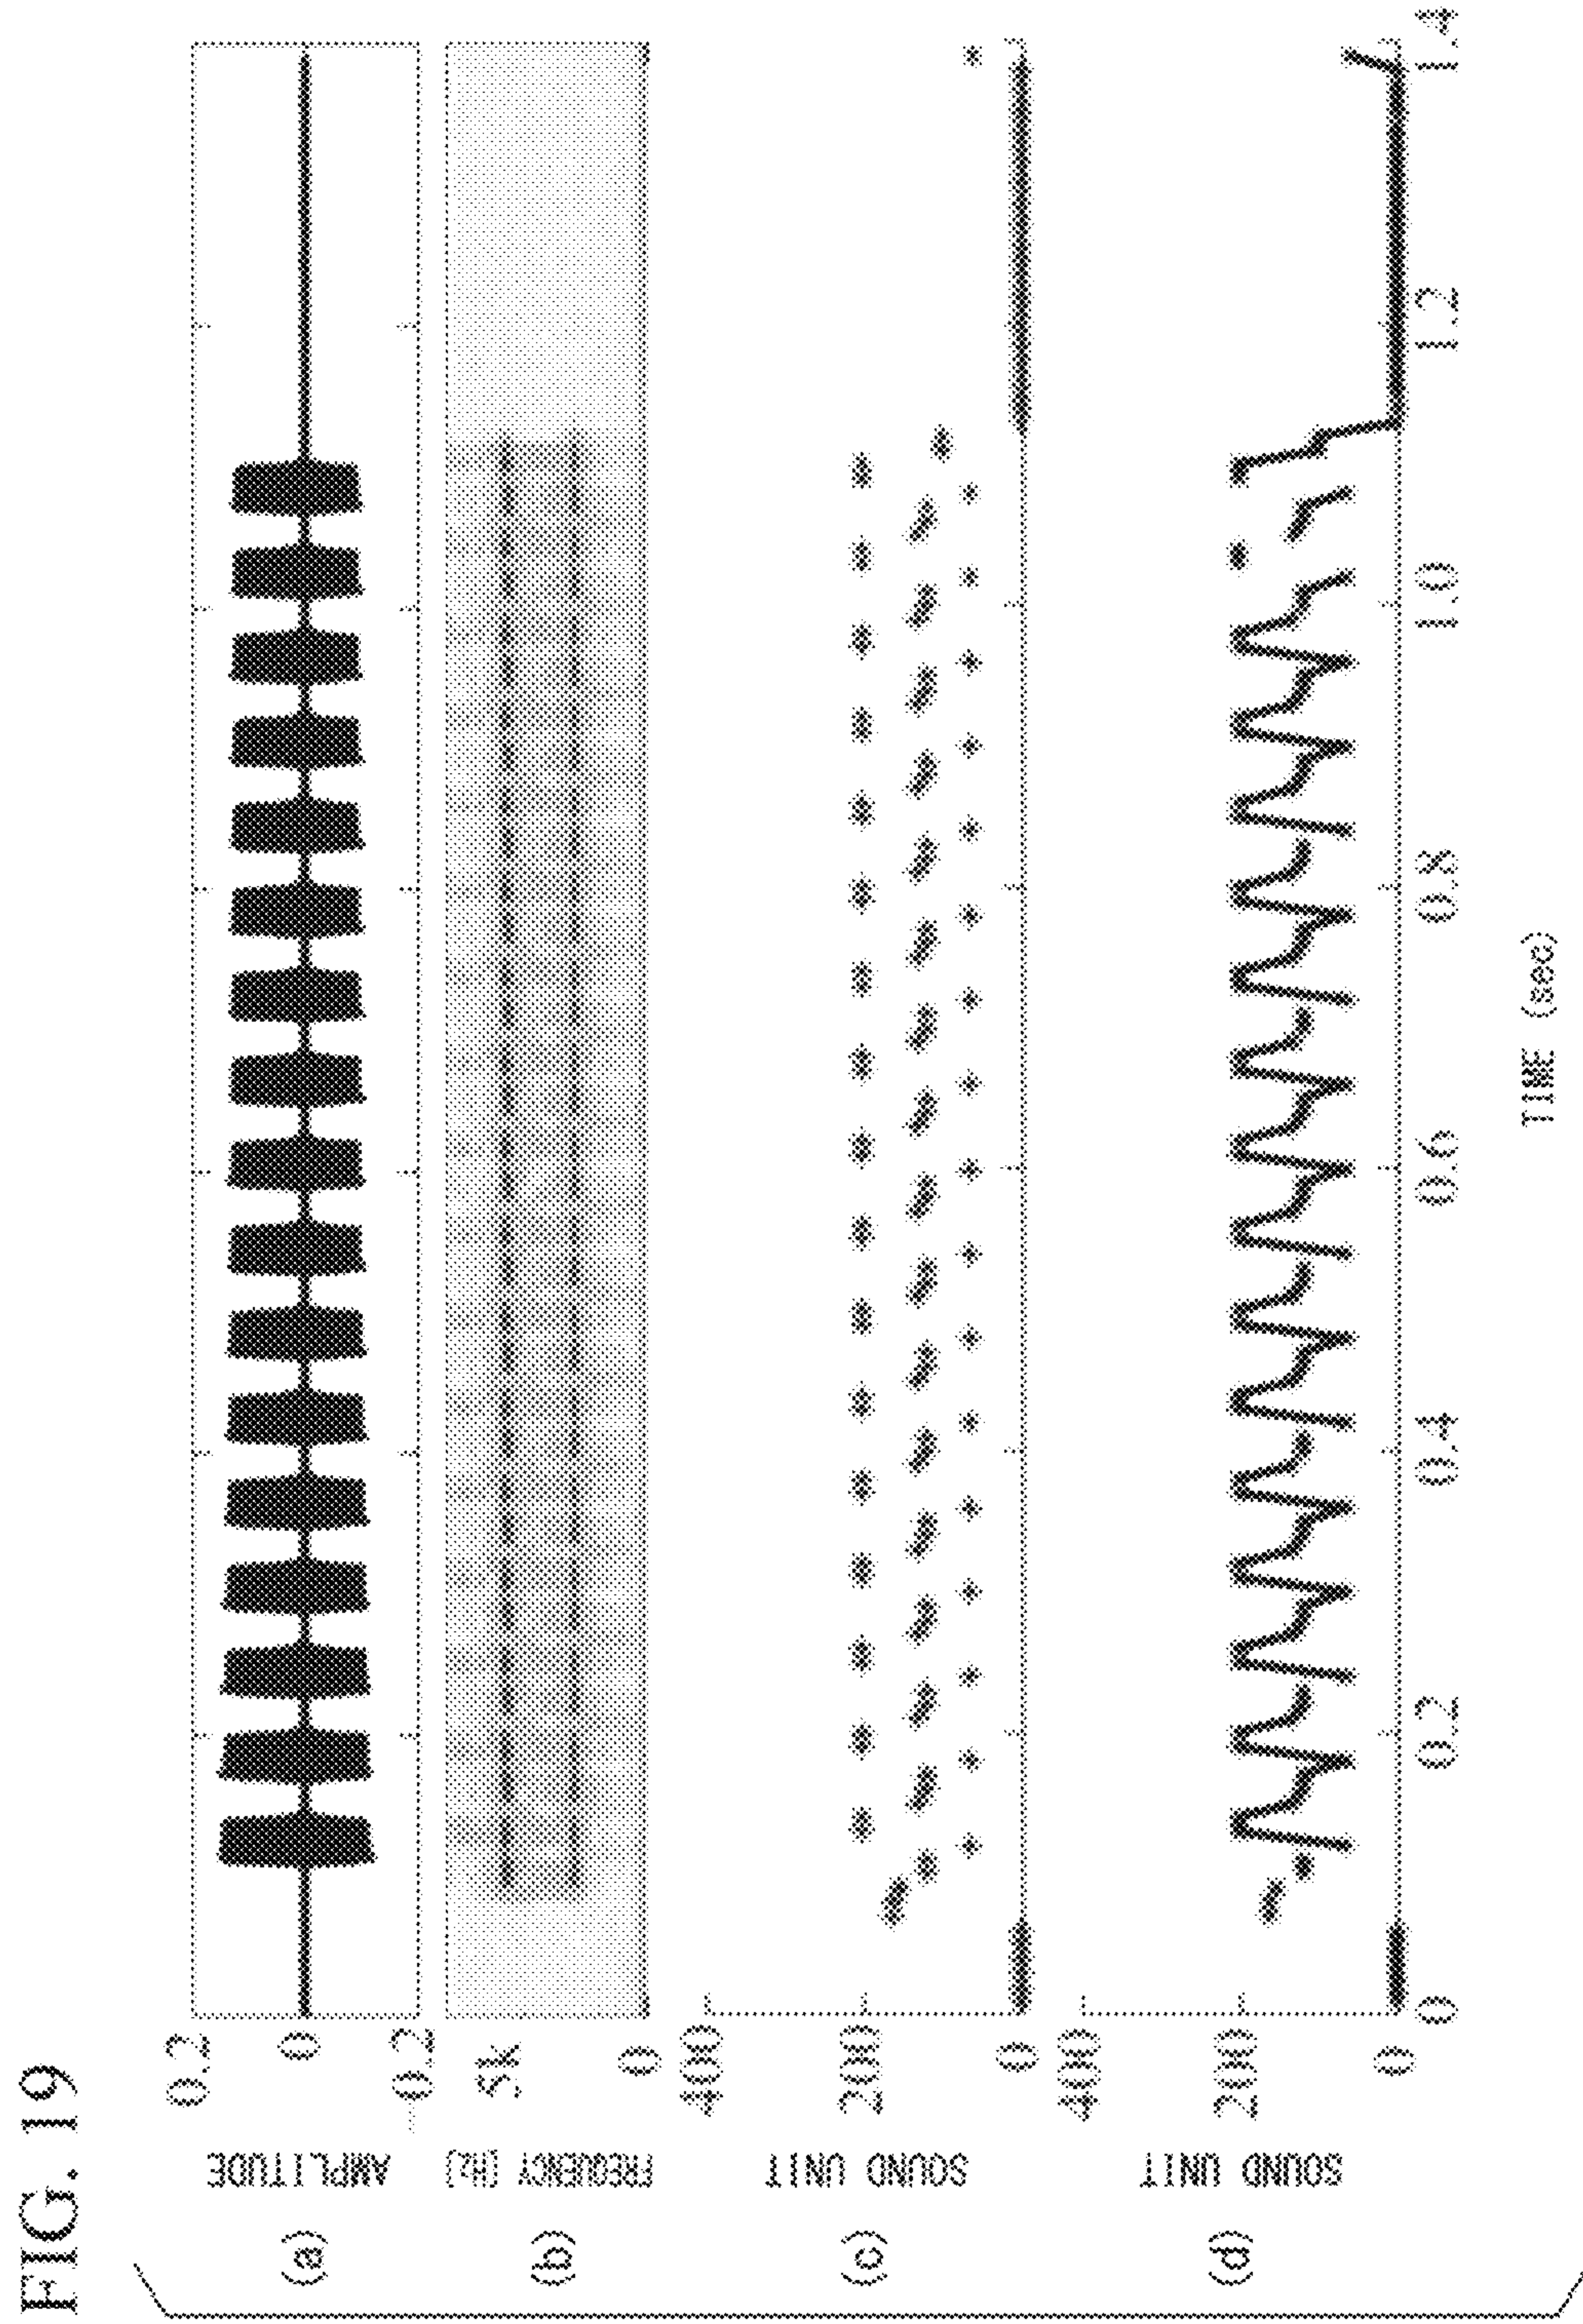 FIG. 19
(a)
AMPLITUDE
0.2
0
-0.2
(b)
FREQUENCY [Hz]
5k
0
(c)
SOUND UNIT
400
200
0
(d)
SOUND UNIT
400
200
0
0
0.2
0.4
0.6
0.8
1.0
1.2
1.4
TIME (sec)